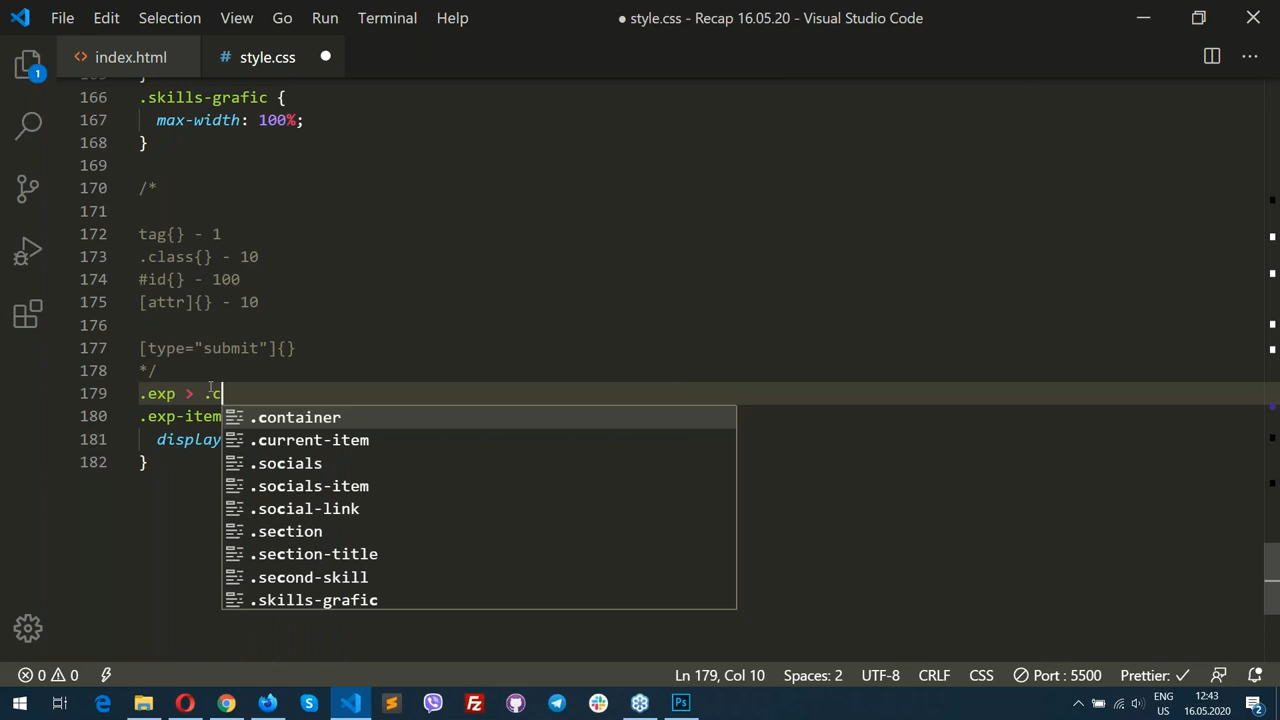 File Edit Selection View Go Run Terminal Help
● style.css - Recap 16.05.20 - Visual Studio Code
1
<> index.html
# style.css ●
166 .skills-grafic {
167 max-width: 100%;
168 }
169
170 /*
171
172 tag{} - 1
173 .class{} - 10
174 #id{} - 100
175 [attr]{} - 10
176
177 [type="submit"]{}
178 */
179 .exp > .c
180 .exp-item
181 display
182 }
.container
.current-item
.socials
.socials-item
.social-link
.section
.section-title
.second-skill
.skills-grafic
0 0
Ln 179, Col 10 Spaces: 2 UTF-8 CRLF CSS Port : 5500 Prettier: ✓
ENG
US
12:43
16.05.2020
2